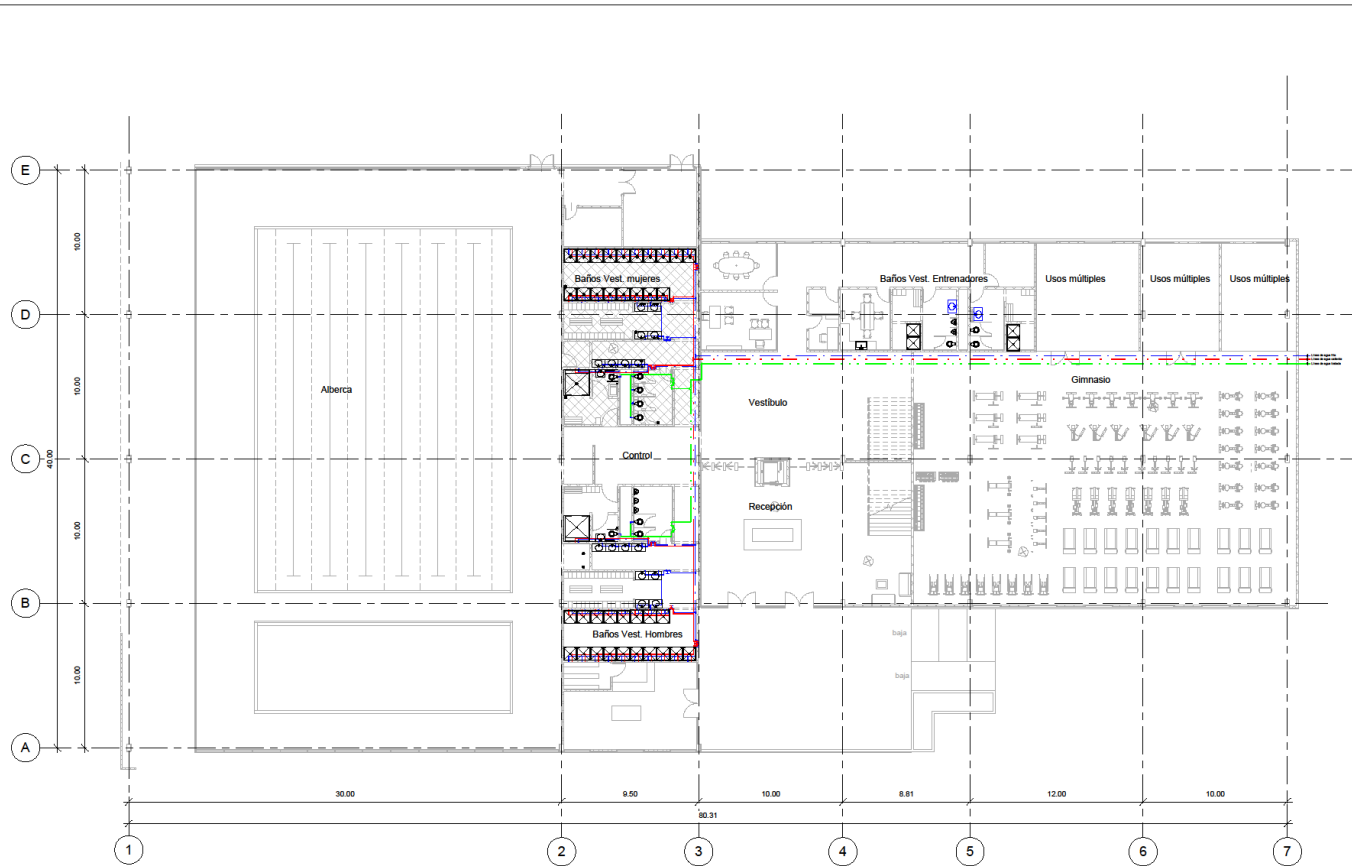 E
10.00
Baños Vest. mujeres
Baños Vest. Entrenadores
Usos múltiples
Usos múltiples
Usos múltiples
D
10.00
Alberca
Gimnasio
Vestíbulo
C
40.00
Control
Recepción
10.00
B
Baños Vest. Hombres
baja
baja
10.00
A
30.00
9.50
10.00
8.81
12.00
10.00
80.31
1
2
3
4
5
6
7